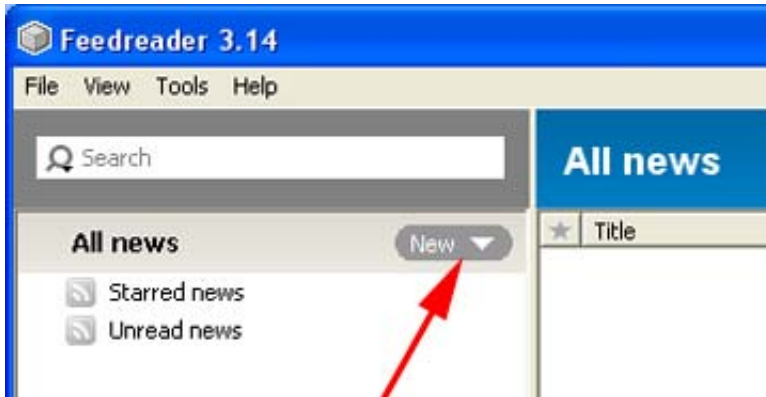 Feedreader 3.14
File View Tools Help
Search
All news
All news
New
Title
Starred news
Unread news